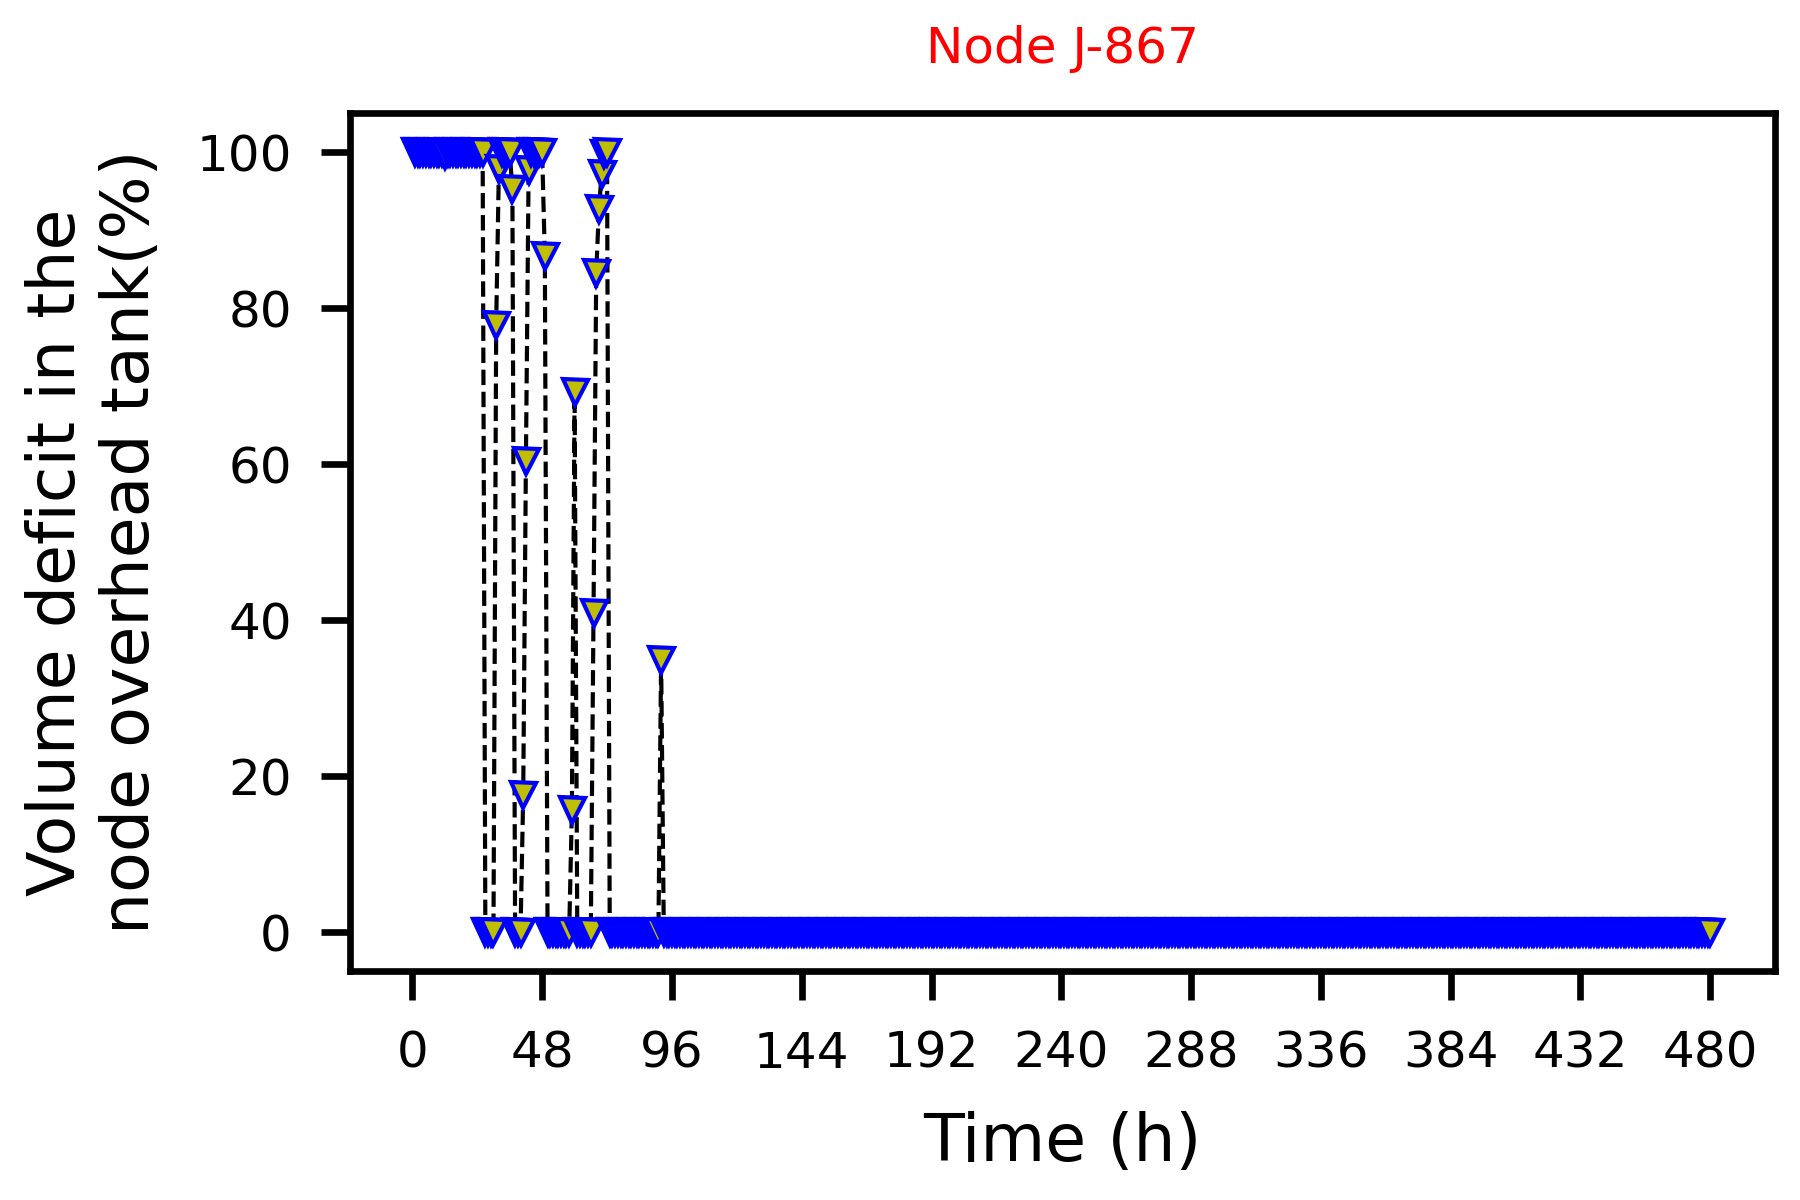 Node J-867
Volume deficit in the
node overhead tank(%)
100
80
60
40
20
0
0 48 96 144 192 240 288 336 384 432 480
Time (h)